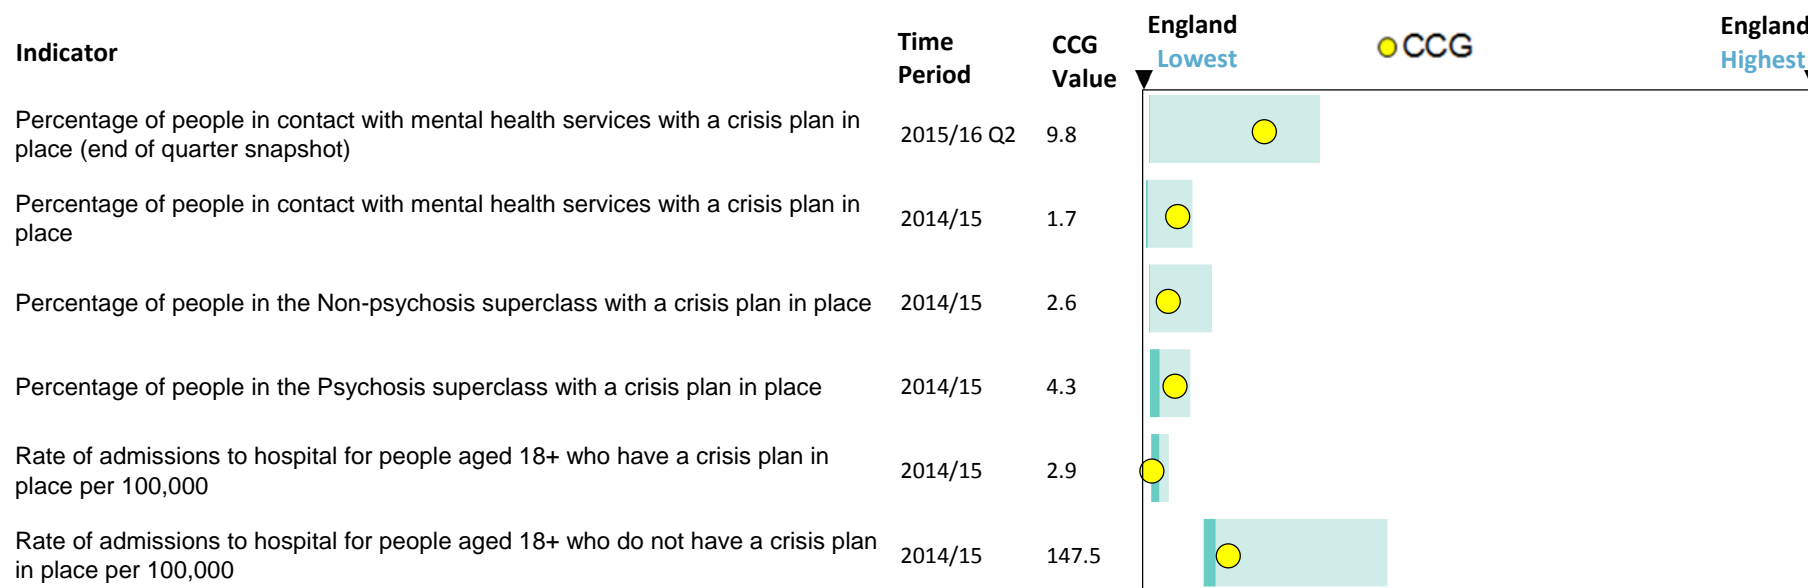 Indicator
Time
Period
CCG
Value
England
Lowest
CCG
England
Highest
Percentage of people in contact with mental health services with a crisis plan in
place (end of quarter snapshot)
2015/16 Q2
9.8
Percentage of people in contact with mental health services with a crisis plan in
place
2014/15
1.7
Percentage of people in the Non-psychosis superclass with a crisis plan in place
2014/15
2.6
Percentage of people in the Psychosis superclass with a crisis plan in place
2014/15
4.3
Rate of admissions to hospital for people aged 18+ who have a crisis plan in
place per 100,000
2014/15
2.9
Rate of admissions to hospital for people aged 18+ who do not have a crisis plan
in place per 100,000
2014/15
147.5